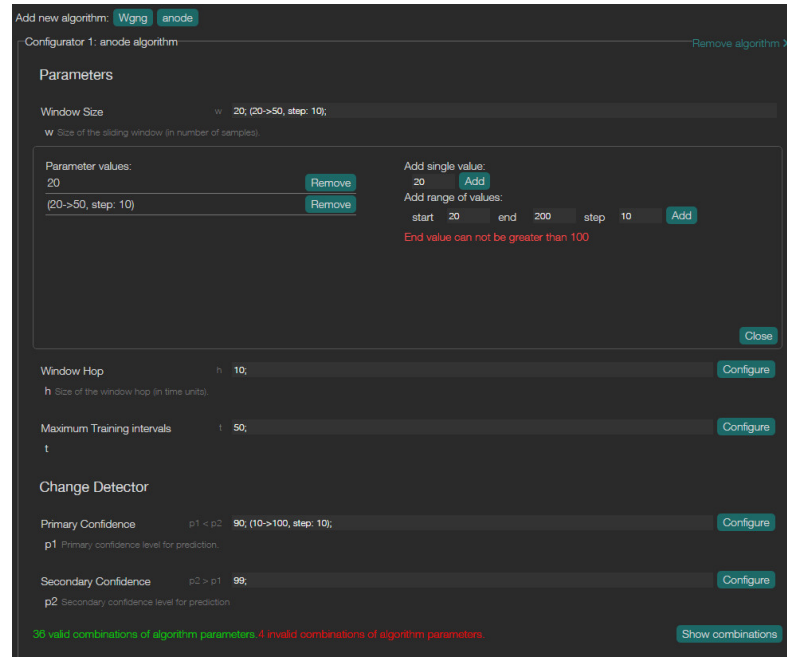 Add new algorithm: Wgng anode
Configurator 1: anode algorithm
Remove algorithm X
Parameters
Window Size w 20; (20->50, step: 10);
w Size of the sliding window (in number of samples).
Parameter values:
20 Remove
(20->50, step: 10) Remove
Add single value:
20 Add
Add range of values:
start 20 end 200 step 10 Add
End value can not be greater than 100
Close
Window Hop h 10; Configure
h Size of the window hop (in time units).
Maximum Training intervals t 50; Configure
t
Change Detector
Primary Confidence p1 < p2 90; (10->100, step: 10); Configure
p1 Primary confidence level for prediction.
Secondary Confidence p2 > p1 99; Configure
p2 Secondary confidence level for prediction
36 valid combinations of algorithm parameters. 4 invalid combinations of algorithm parameters. Show combinations